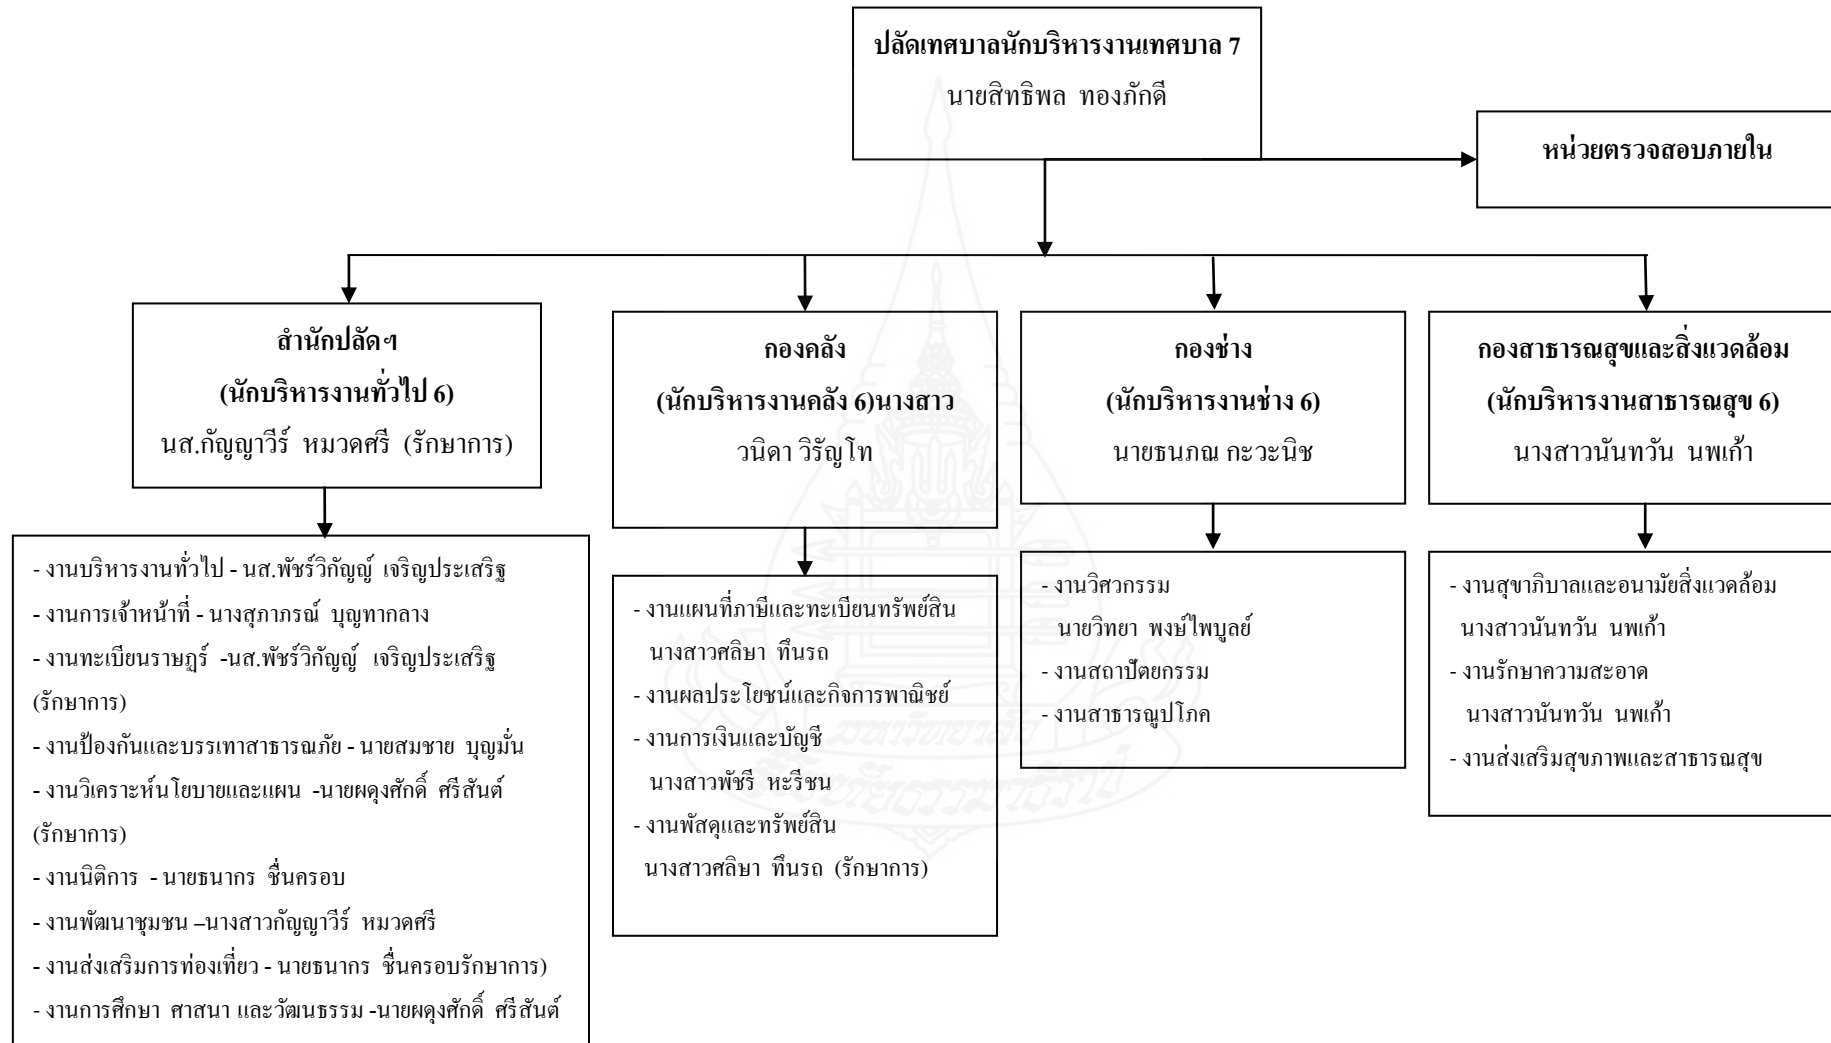 ปลัดเทศบาลนักบริหารงานเทศบาล 7
นายสิทธิพล ทองภักดี
หน่วยตรวจสอบภายใน
สำนักปลัดฯ
(นักบริหารงานทั่วไป 6)
นส.กัญญาวีร์ หมวดศรี (รักษาการ)
กองคลัง
(นักบริหารงานคลัง 6)นางสาว
วนิดา วิรัญโท
กองช่าง
(นักบริหารงานช่าง 6)
นายธนภณ กะวะนิช
กองสาธารณสุขและสิ่งแวดล้อม
(นักบริหารงานสาธารณสุข 6)
นางสาวนันทวัน นพเก้า
- งานบริหารงานทั่วไป - นส.พัชร์วิกัญญ์ เจริญประเสริฐ
- งานการเจ้าหน้าที่ - นางสุภาภรณ์ บุญทากลาง
- งานทะเบียนราษฎร์ -นส.พัชร์วิกัญญ์ เจริญประเสริฐ
(รักษาการ)
- งานป้องกันและบรรเทาสาธารณภัย - นายสมชาย บุญมั่น
- งานวิเคราะห์นโยบายและแผน -นายผดุงศักดิ์ ศรีสันต์
(รักษาการ)
- งานนิติการ - นายธนากร ชื่นครอบ
- งานพัฒนาชุมชน –นางสาวกัญญาวีร์ หมวดศรี
- งานส่งเสริมการท่องเที่ยว - นายธนากร ชื่นครอบรักษาการ)
- งานการศึกษา ศาสนา และวัฒนธรรม -นายผดุงศักดิ์ ศรีสันต์
- งานแผนที่ภาษีและทะเบียนทรัพย์สิน
นางสาวศลิษา ทึนรถ
- งานผลประโยชน์และกิจการพาณิชย์
- งานการเงินและบัญชี
นางสาวพัชรี หะรีชน
- งานพัสดุและทรัพย์สิน
นางสาวศลิษา ทึนรถ (รักษาการ)
- งานวิศวกรรม
นายวิทยา พงษ์ไพบูลย์
- งานสถาปัตยกรรม
- งานสาธารณูปโภค
- งานสุขาภิบาลและอนามัยสิ่งแวดล้อม
นางสาวนันทวัน นพเก้า
- งานรักษาความสะอาด
นางสาวนันทวัน นพเก้า
- งานส่งเสริมสุขภาพและสาธารณสุข
มหาวิทยาลัย
สุโขทัยธรรมาธิราช